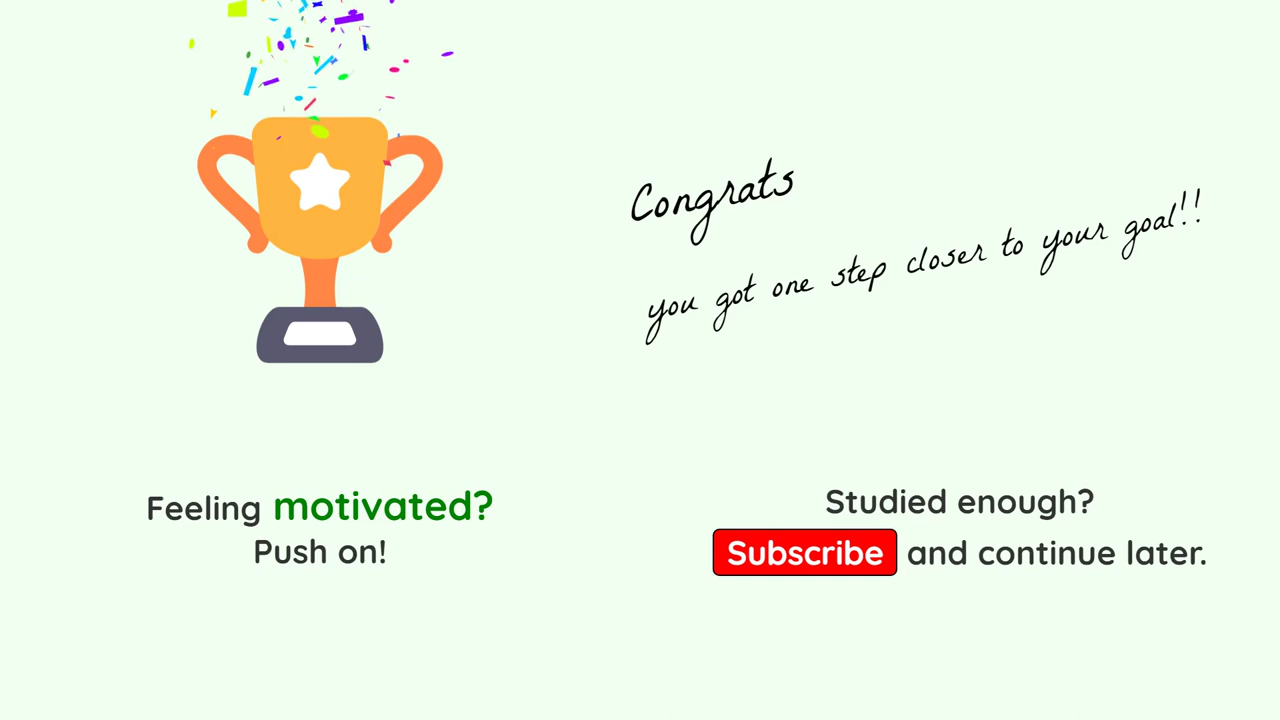 Congrats
you got one step closer to your goal!!
Feeling motivated?
Push on!
Studied enough?
Subscribe and continue later.